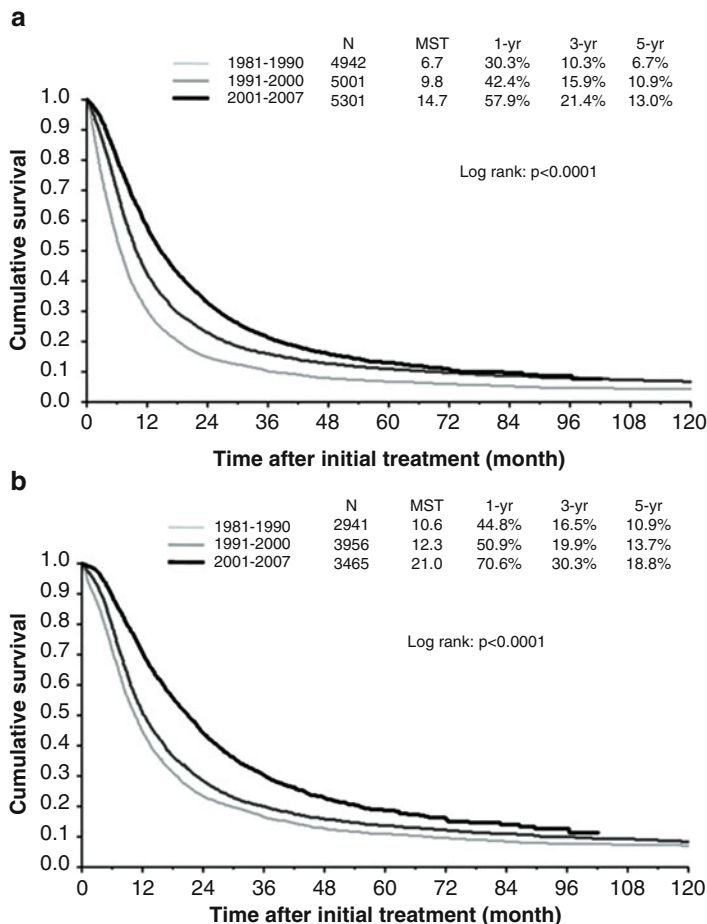 a
N MST 1-yr 3-yr 5-yr
1981-1990 4942 6.7 30.3% 10.3% 6.7%
1991-2000 5001 9.8 42.4% 15.9% 10.9%
2001-2007 5301 14.7 57.9% 21.4% 13.0%
Log rank: p<0.0001
Cumulative survival
1.0
0.9
0.8
0.7
0.6
0.5
0.4
0.3
0.2
0.1
0.0
0 12 24 36 48 60 72 84 96 108 120
Time after initial treatment (month)
b
N MST 1-yr 3-yr 5-yr
1981-1990 2941 10.6 44.8% 16.5% 10.9%
1991-2000 3956 12.3 50.9% 19.9% 13.7%
2001-2007 3465 21.0 70.6% 30.3% 18.8%
Log rank: p<0.0001
Cumulative survival
1.0
0.9
0.8
0.7
0.6
0.5
0.4
0.3
0.2
0.1
0.0
0 12 24 36 48 60 72 84 96 108 120
Time after initial treatment (month)